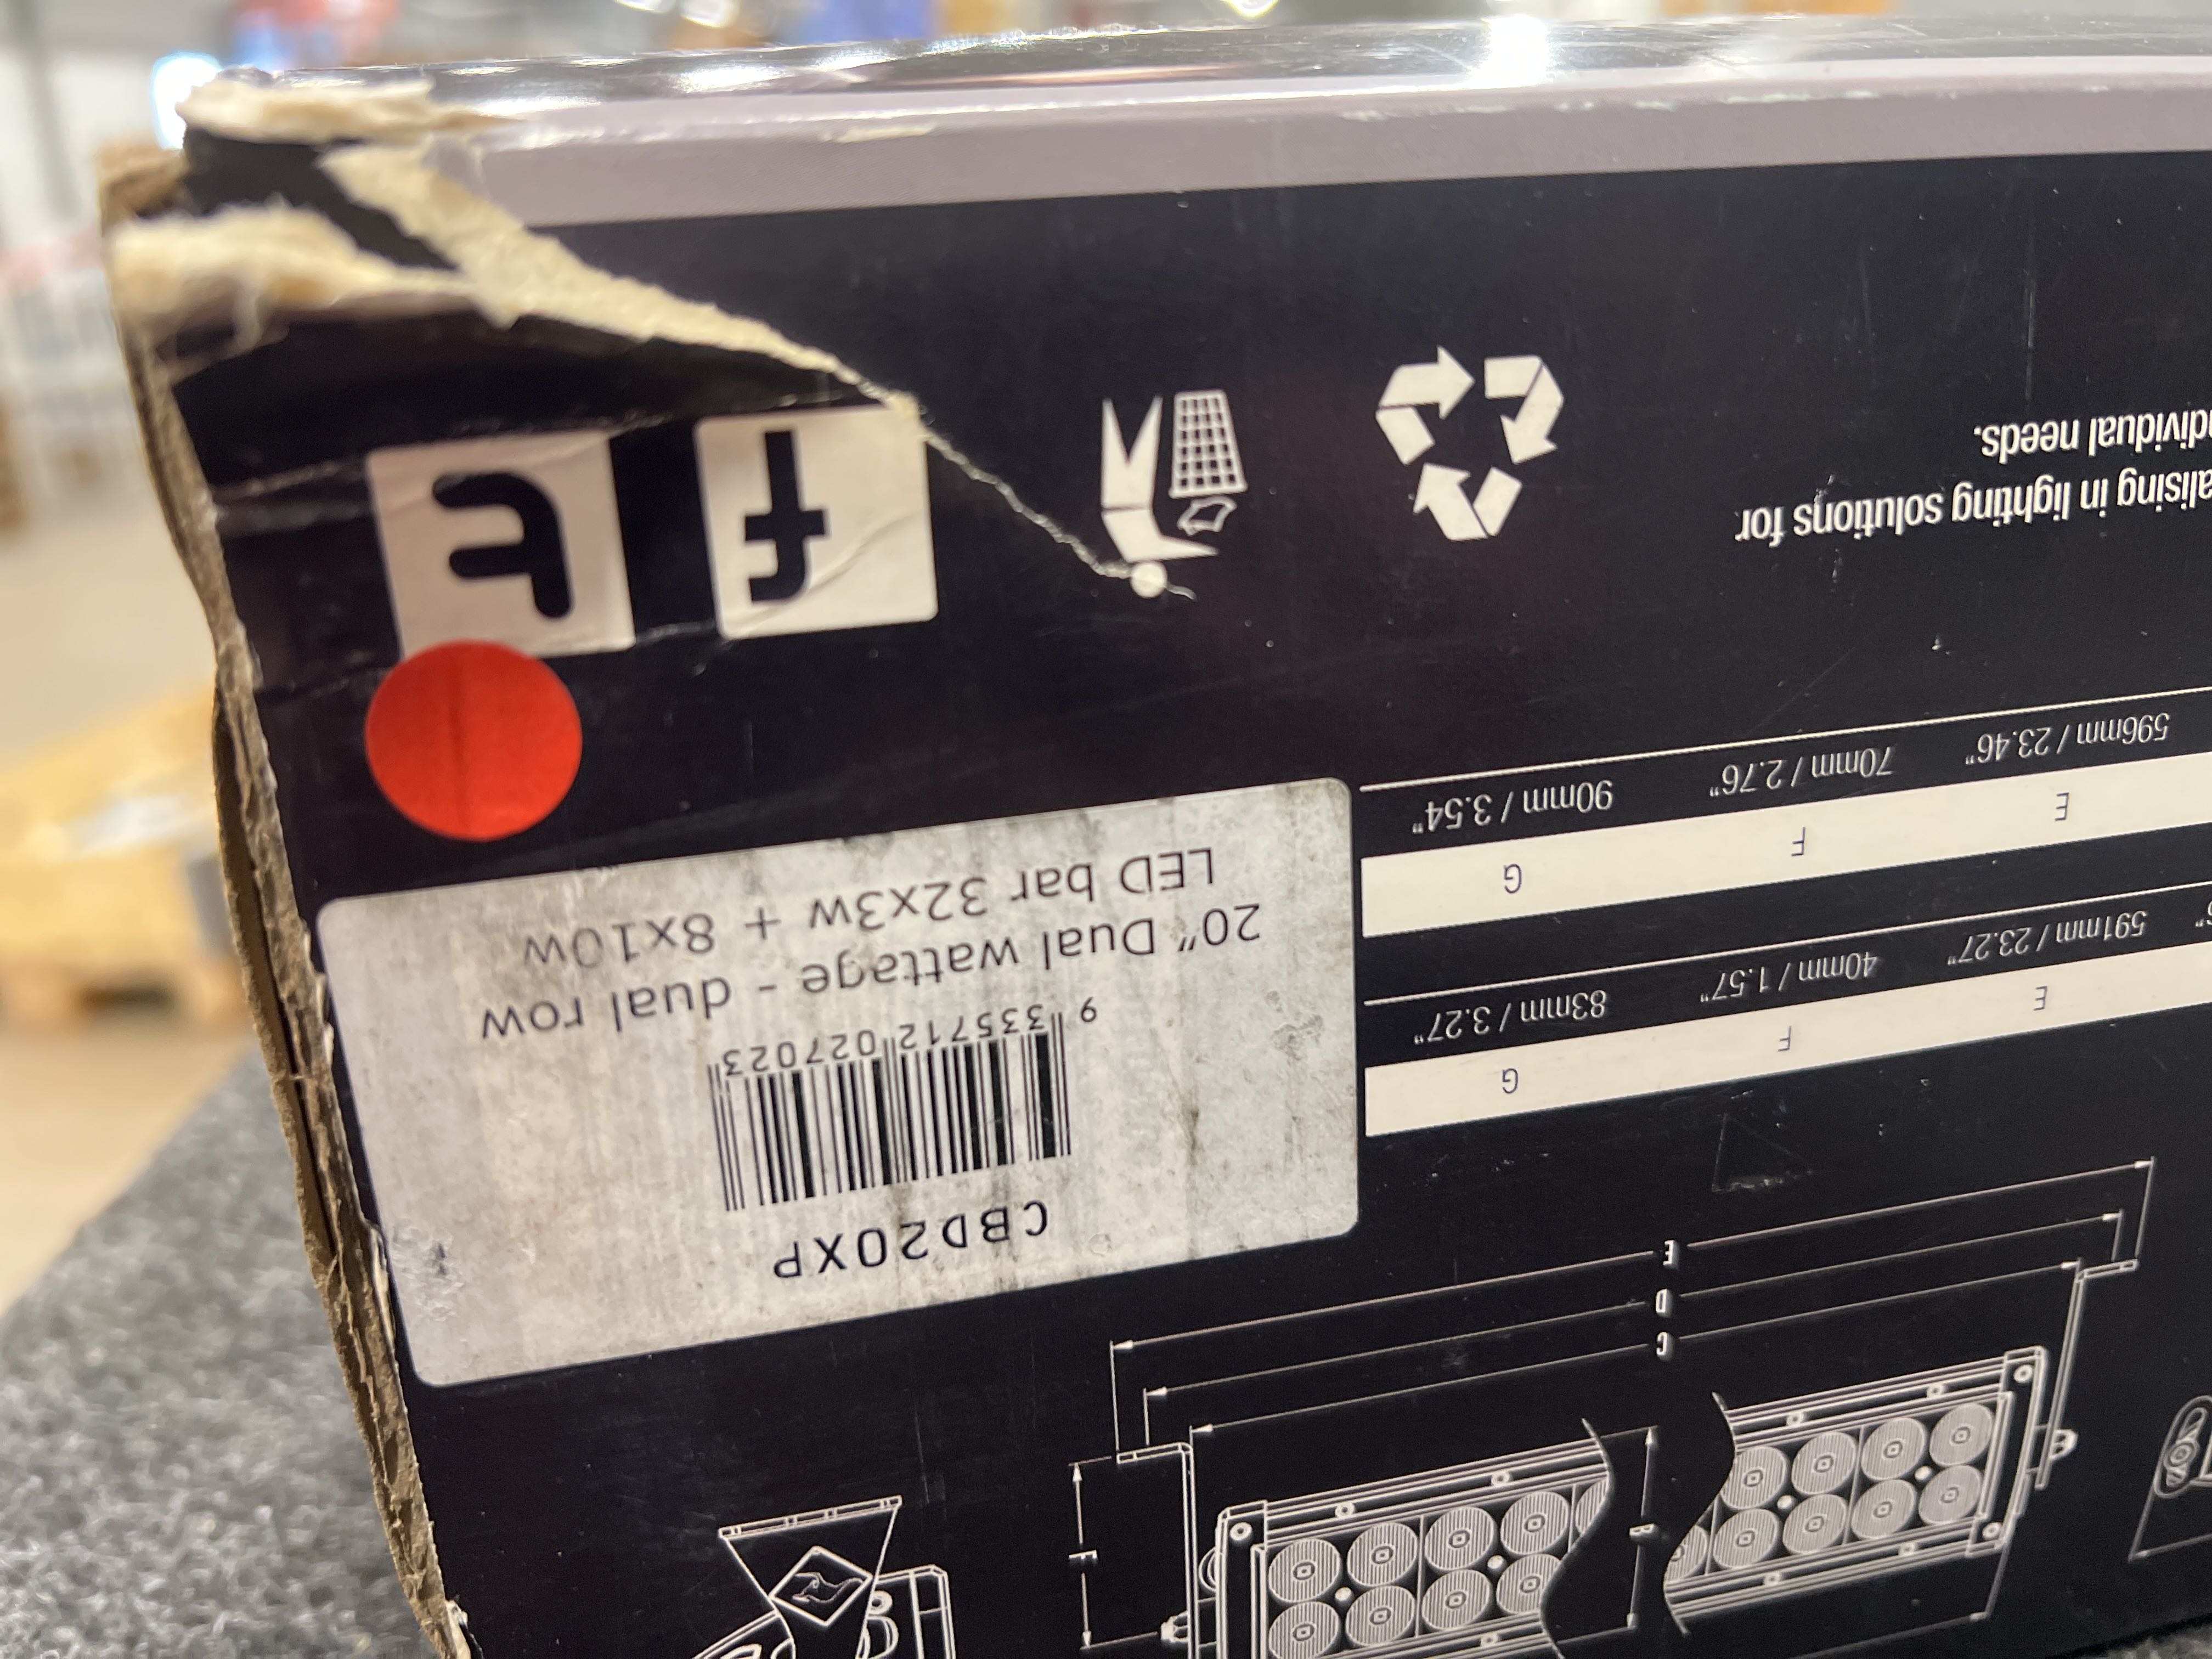 B
F
C
D
E
E F G
591mm / 23.27" 40mm / 1.57" 83mm / 3.27"
E F G
596mm / 23.46" 70mm / 2.76" 90mm / 3.54"
CBD20XP
9 335712 027023
20" Dual wattage - dual row
LED bar 32x3w + 8x10w
alising in lighting solutions for
dividual needs.
f t